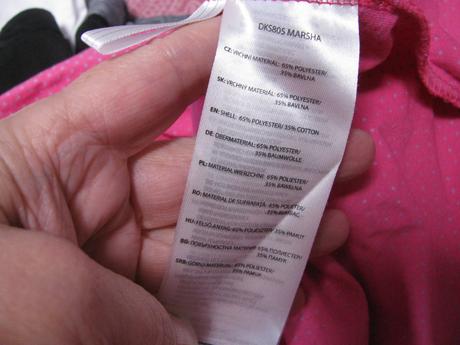 DKS805 MARSHA
CZ: VRCHNÍ MATERIÁL: 65% POLYESTER/
35% BAVLNA
SK: VRCHNÝ MATERIÁL: 65% POLYESTER/
35% BAVLNA
EN: SHELL: 65% POLYESTER/ 35% COTTON
DE: OBERMATERIAL: 65% POLYESTER/
35% BAUMWOLLE
PL: MATERIAŁ WIERZCHNI: 65% POLYESTER/
35% BAWEŁNA
RO: MATERIAL DE SUPRAFAȚĂ: 65% POLIESTER/
35% BUMBAC
HU: FELSŐ ANYAG: 65% POLIÉSZTER/ 35% PAMUT
BG: 65% ПОЛИЕСТЕР/
35% ПАМУК
SRB: GORNJI MATERIJAL: 65% POLIESTER/
35% PAMUK